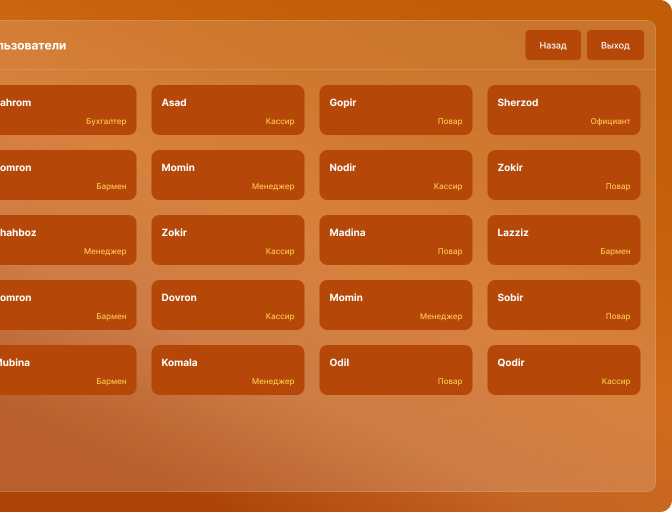 льзователи
Назад
Выход
ahrom
Бухгалтер
Asad
Кассир
Gopir
Повар
Sherzod
Официант
omron
Бармен
Momin
Менеджер
Nodir
Кассир
Zokir
Повар
hahboz
Менеджер
Zokir
Кассир
Madina
Повар
Lazziz
Бармен
omron
Бармен
Dovron
Кассир
Momin
Менеджер
Sobir
Повар
Mubina
Бармен
Komala
Менеджер
Odil
Повар
Qodir
Кассир